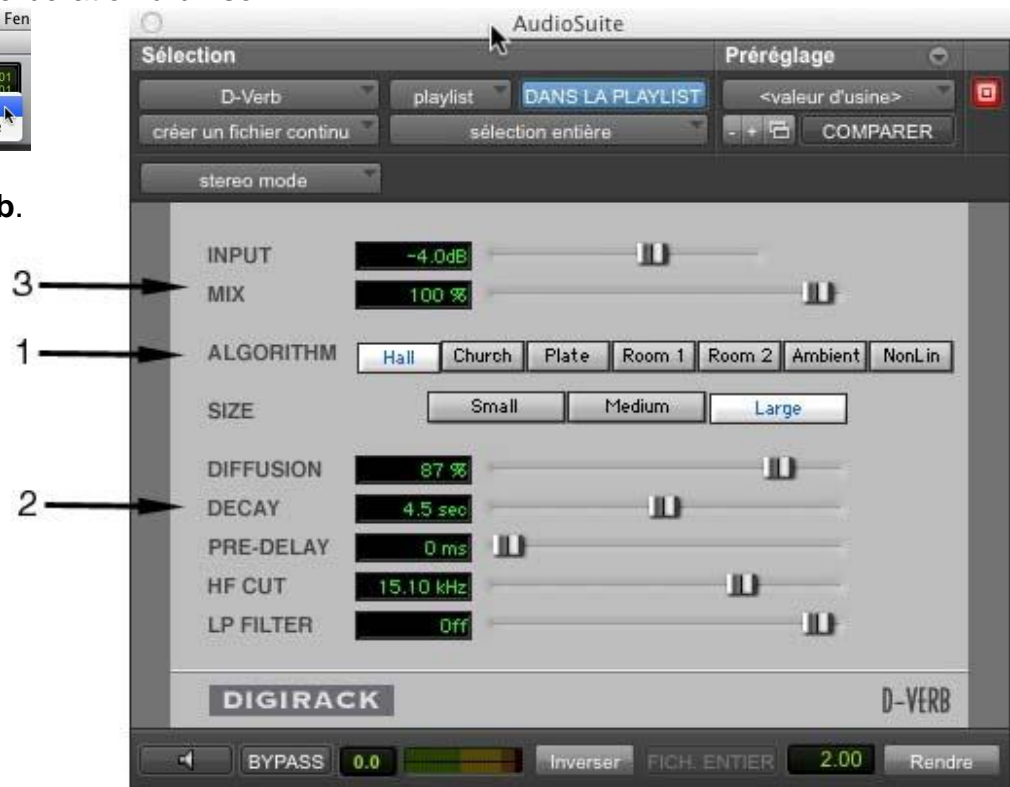 Fen
AudioSuite
Sélection Préréglage
D-Verb playlist DANS LA PLAYLIST <valeur d'usine>
créer un fichier continu sélection entière - + COMPARER
stereo mode
b.
INPUT -4.0dB
3
MIX 100 %
1 ALGORITHM Hall Church Plate Room 1 Room 2 Ambient NonLin
SIZE Small Medium Large
DIFFUSION 87 %
2 DECAY 4.5 sec
PRE-DELAY 0 ms
HF CUT 15.10 kHz
LP FILTER Off
DIGIRACK D-VERB
BYPASS 0.0 Inverser FICH. ENTIER 2.00 Rendre